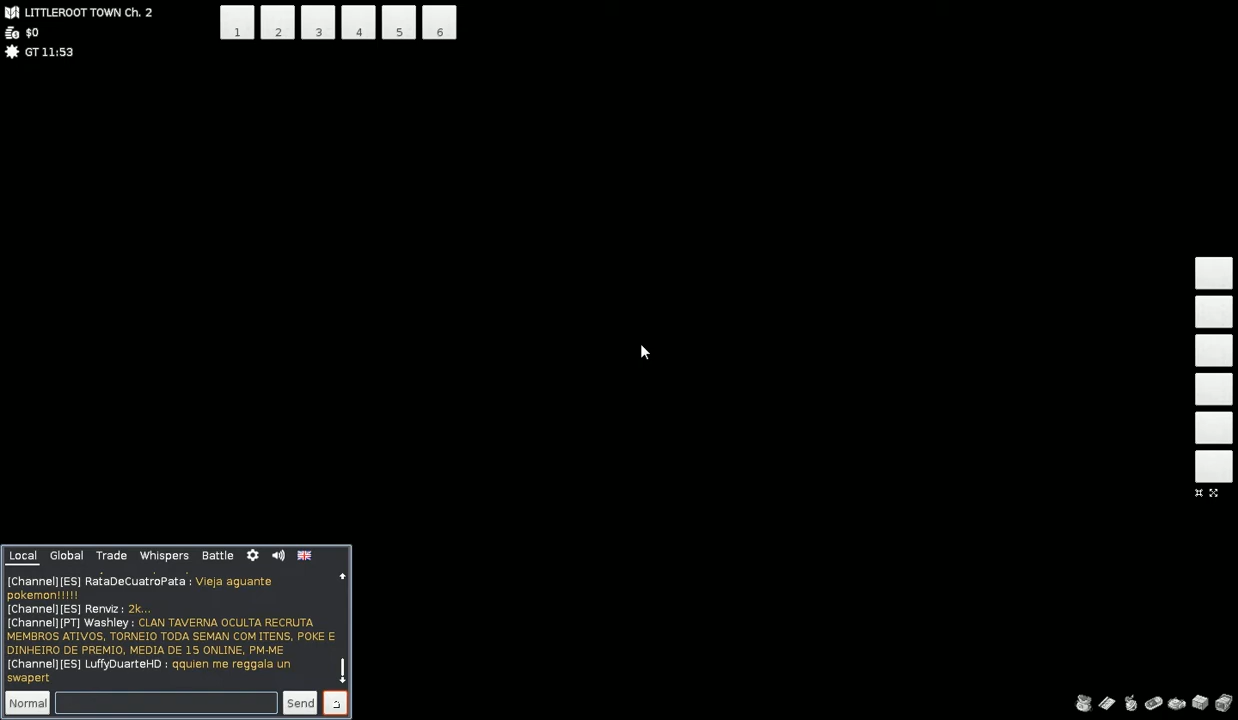 LITTLEROOT TOWN Ch. 2
$0
GT 11:53
1 2 3 4 5 6
Local Global Trade Whispers Battle
[Channel][ES] RataDeCuatroPata : Vieja aguante
pokemon!!!!!
[Channel][ES] Renviz : 2k...
[Channel][PT] Washley : CLAN TAVERNA OCULTA RECRUTA
MEMBROS ATIVOS, TORNEIO TODA SEMAN COM ITENS, POKE E
DINHEIRO DE PREMIO, MEDIA DE 15 ONLINE, PM-ME
[Channel][ES] LuffyDuarteHD : qquien me reggala un
swapert
Normal Send